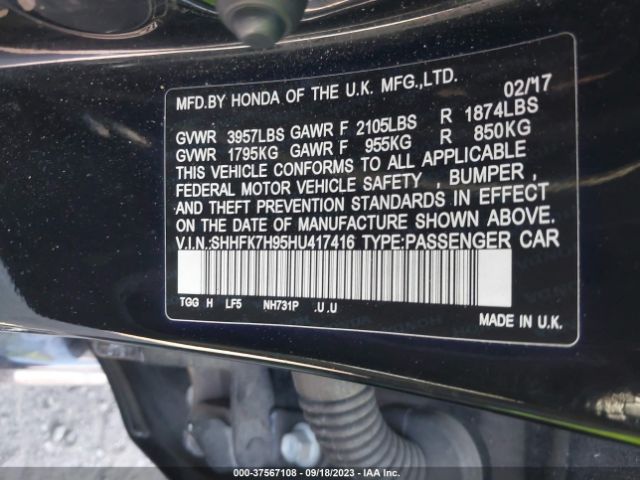 MFD.BY HONDA OF THE U.K. MFG.,LTD. 02/17
GVWR 3957LBS GAWR F 2105LBS R 1874LBS
GVWR 1795KG GAWR F 955KG R 850KG
THIS VEHICLE CONFORMS TO ALL APPLICABLE
FEDERAL MOTOR VEHICLE SAFETY , BUMPER ,
AND THEFT PREVENTION STANDARDS IN EFFECT
ON THE DATE OF MANUFACTURE SHOWN ABOVE.
V.I.N.:SHHFK7H95HU417416 TYPE:PASSENGER CAR
TGG H LF5 NH731P .U.U
MADE IN U.K.
000-37567108 - 09/18/2023 - IAA Inc.